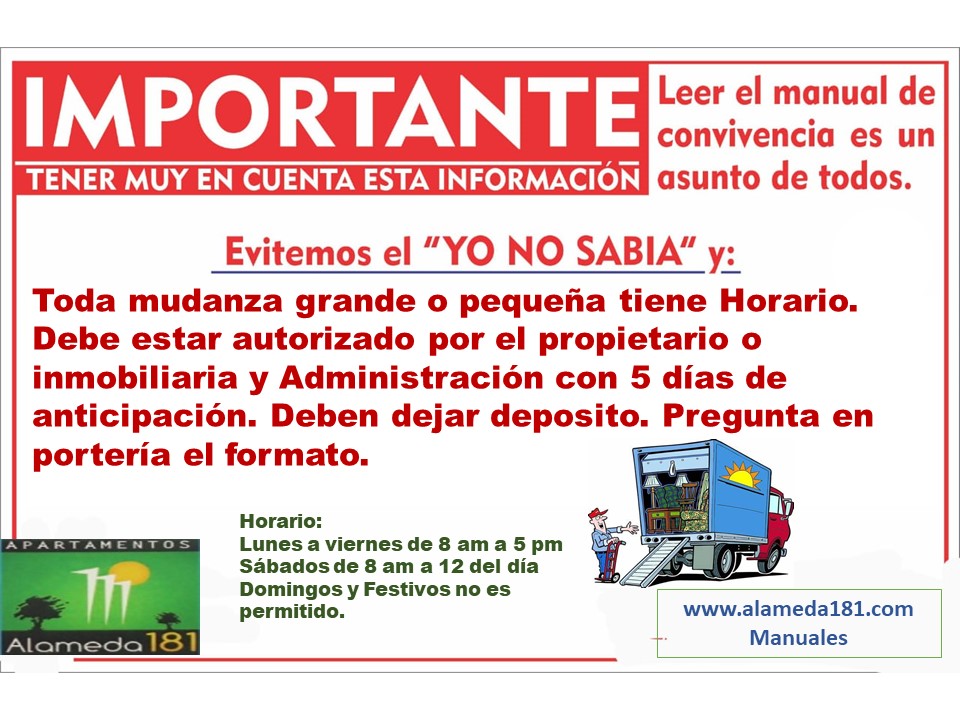 IMPORTANTE
TENER MUY EN CUENTA ESTA INFORMACIÓN
Leer el manual de
convivencia es un
asunto de todos.
Evitemos el “YO NO SABIA” y:
Toda mudanza grande o pequeña tiene Horario.
Debe estar autorizado por el propietario o
inmobiliaria y Administración con 5 días de
anticipación. Deben dejar deposito. Pregunta en
portería el formato.
Horario:
Lunes a viernes de 8 am a 5 pm
Sábados de 8 am a 12 del día
Domingos y Festivos no es
permitido.
APARTAMENTOS
Alameda 181
www.alameda181.com
Manuales